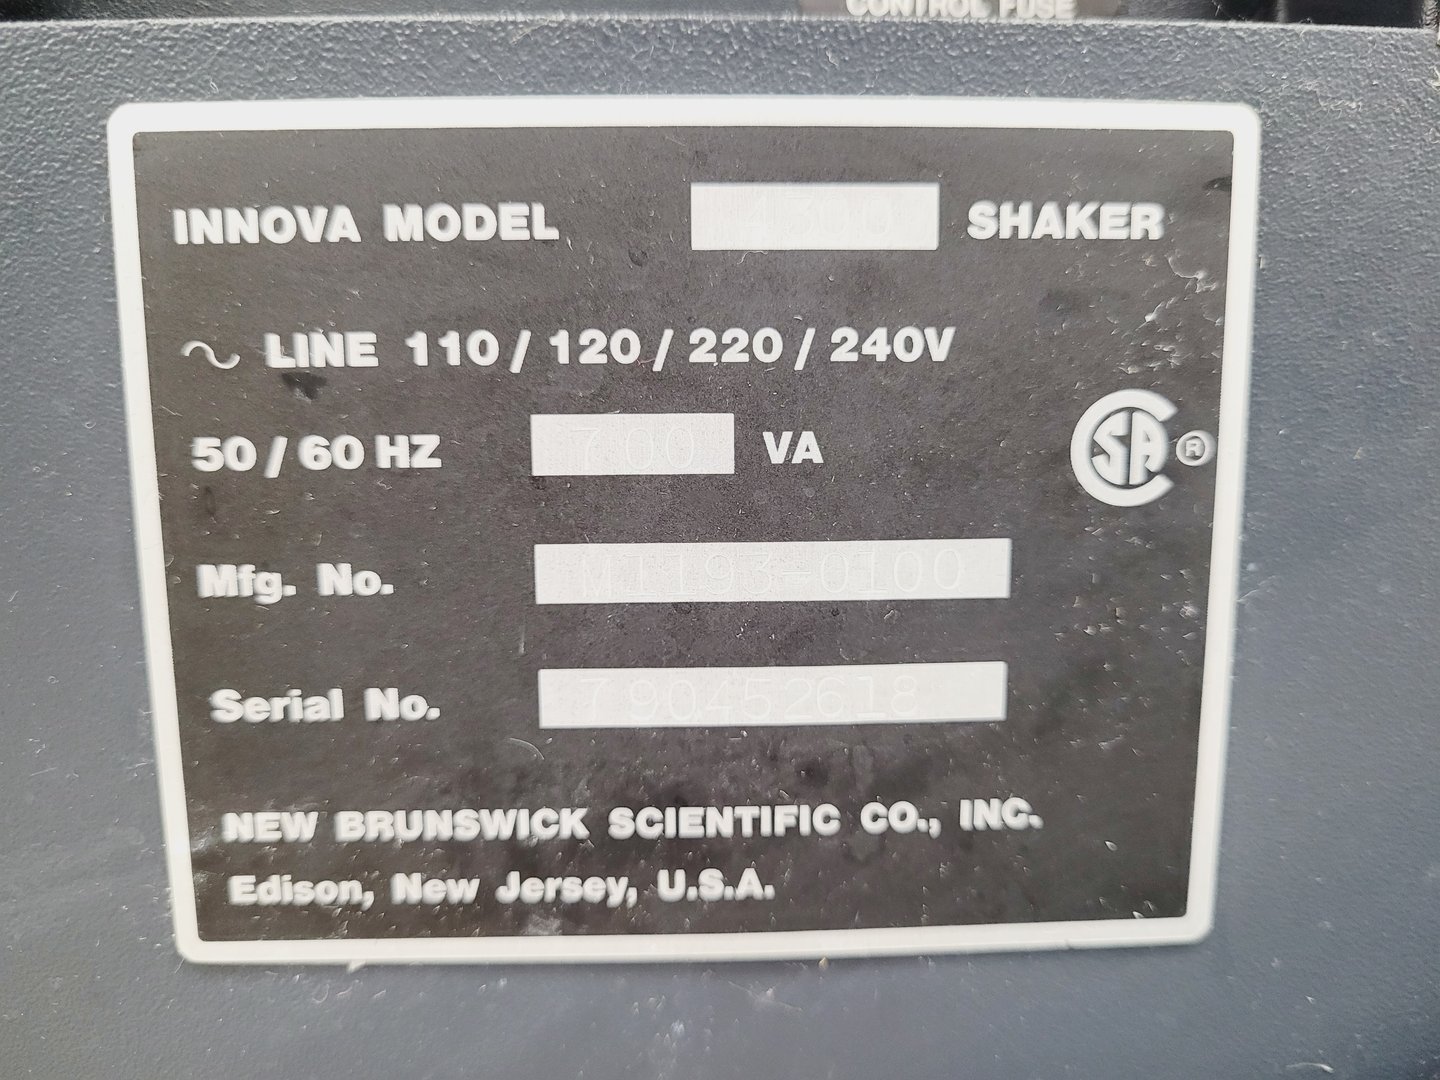 CONTROL FUSE
INNOVA MODEL 4300 SHAKER
~ LINE 110 / 120 / 220 / 240V
50 / 60 HZ 700 VA
CSA ®
Mfg. No. M1193-0100
Serial No. 790452618
NEW BRUNSWICK SCIENTIFIC CO., INC.
Edison, New Jersey, U.S.A.